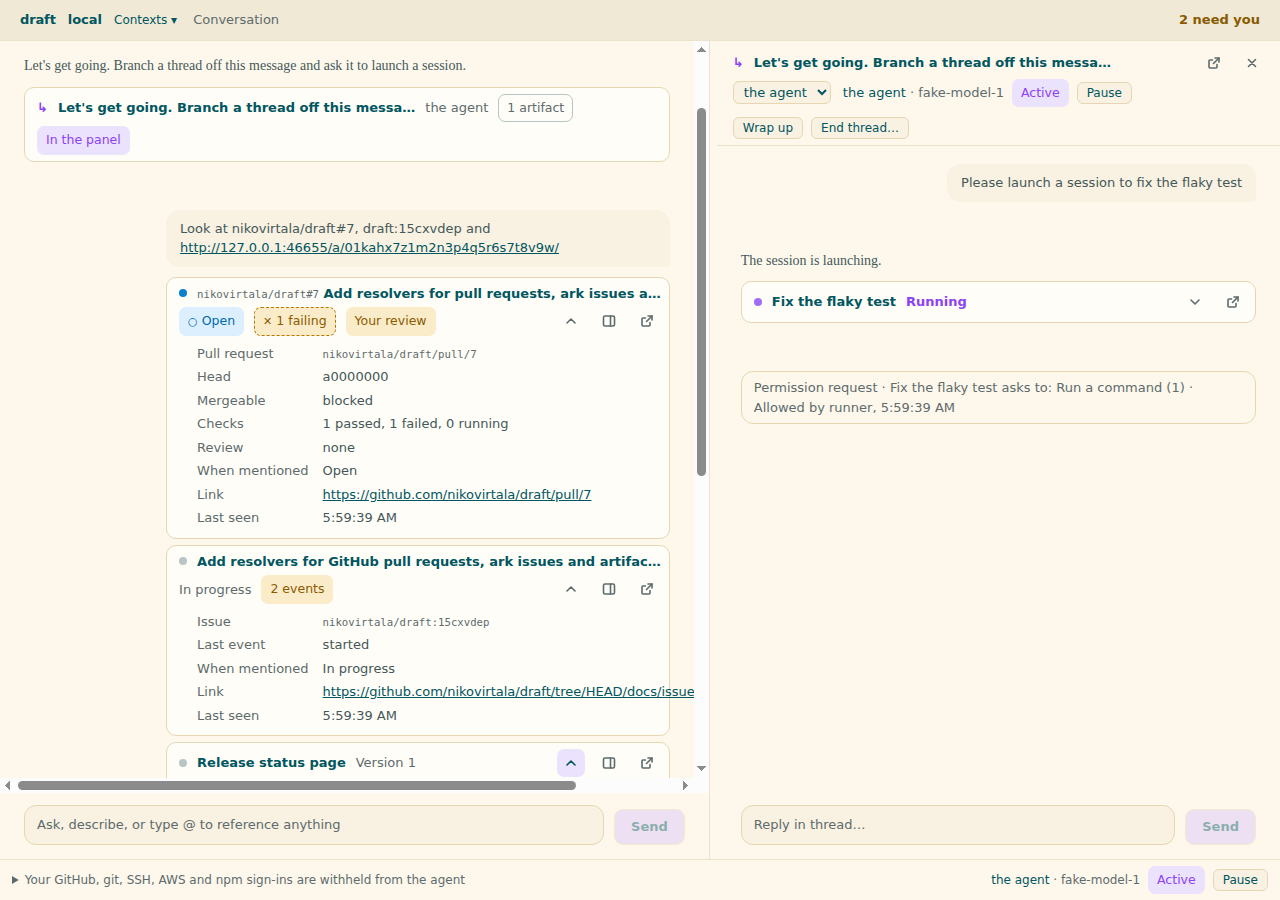 draft local Contexts ▾ Conversation
2 need you
Let's get going. Branch a thread off this message and ask it to launch a session.
↳ Let's get going. Branch a thread off this messa… the agent 1 artifact
In the panel
Look at nikovirtala/draft#7, draft:15cxvdep and
http://127.0.0.1:46655/a/01kahx7z1m2n3p4q5r6s7t8v9w/
nikovirtala/draft#7 Add resolvers for pull requests, ark issues a…
○ Open × 1 failing Your review
Pull request nikovirtala/draft/pull/7
Head a0000000
Mergeable blocked
Checks 1 passed, 1 failed, 0 running
Review none
When mentioned Open
Link https://github.com/nikovirtala/draft/pull/7
Last seen 5:59:39 AM
Add resolvers for GitHub pull requests, ark issues and artifac…
In progress 2 events
Issue nikovirtala/draft:15cxvdep
Last event started
When mentioned In progress
Link https://github.com/nikovirtala/draft/tree/HEAD/docs/issue
Last seen 5:59:39 AM
Release status page Version 1
Ask, describe, or type @ to reference anything
Send
↳ Let's get going. Branch a thread off this messa…
the agent the agent · fake-model-1 Active Pause
Wrap up End thread…
Please launch a session to fix the flaky test
The session is launching.
Fix the flaky test Running
Permission request · Fix the flaky test asks to: Run a command (1) ·
Allowed by runner, 5:59:39 AM
Reply in thread…
Send
▶ Your GitHub, git, SSH, AWS and npm sign-ins are withheld from the agent
the agent · fake-model-1 Active Pause